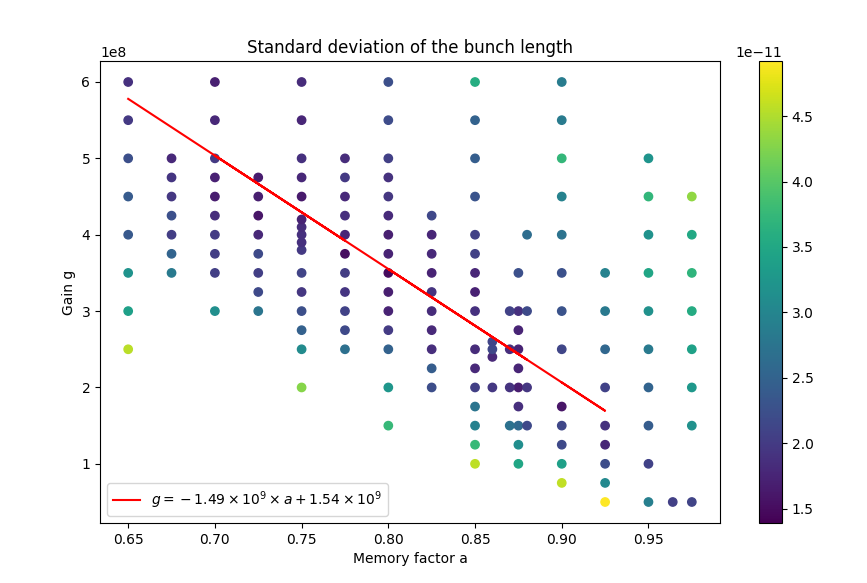 Standard deviation of the bunch length
1e8
1e−11
6
5
4
3
2
1
Gain g
4.5
4.0
3.5
3.0
2.5
2.0
1.5
g = −1.49 × 10⁹ × a + 1.54 × 10⁹
0.65 0.70 0.75 0.80 0.85 0.90 0.95
Memory factor a